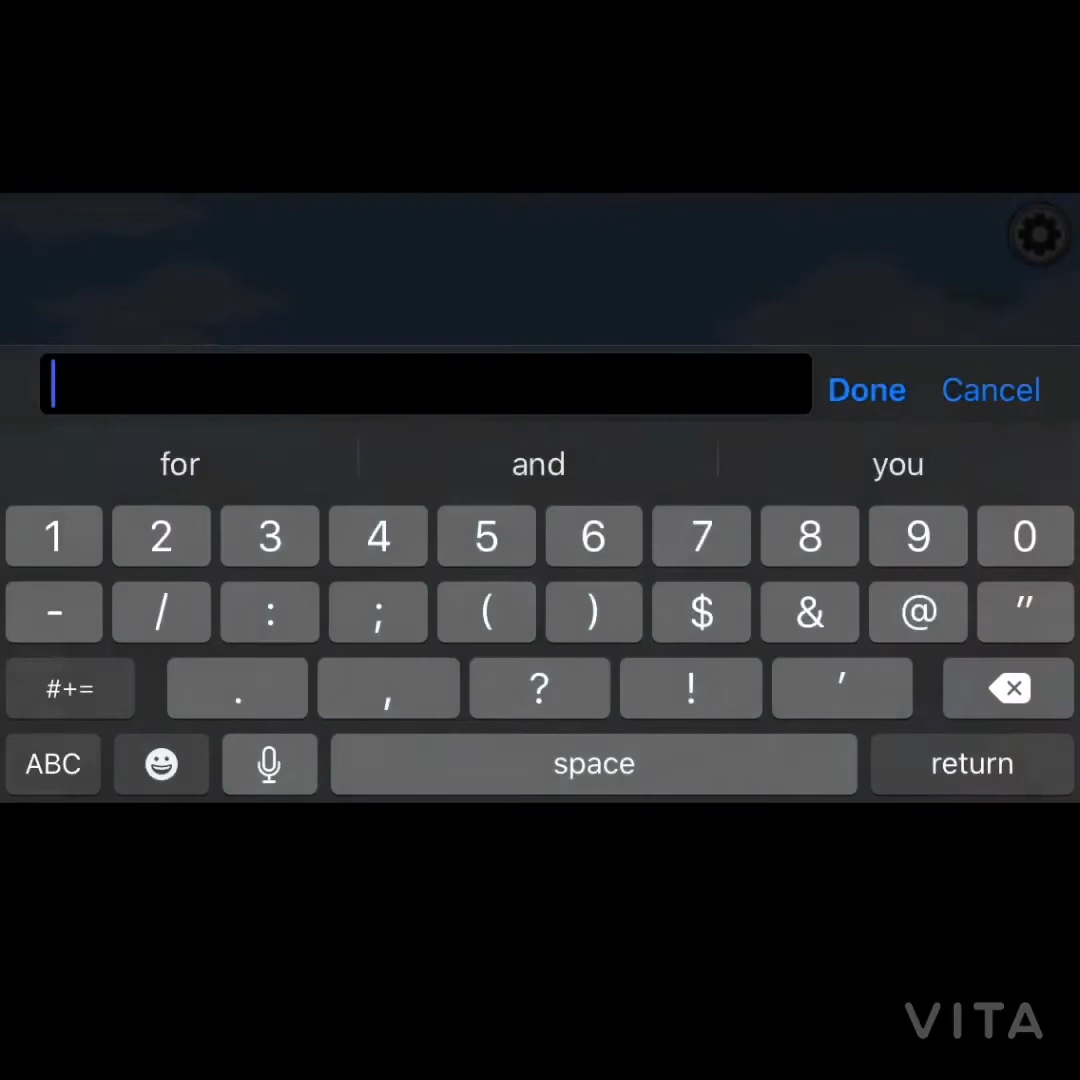 Done Cancel
for and you
1 2 3 4 5 6 7 8 9 0
- / : ; ( ) $ & @ "
#+= . , ? ! '
ABC space return
VITA